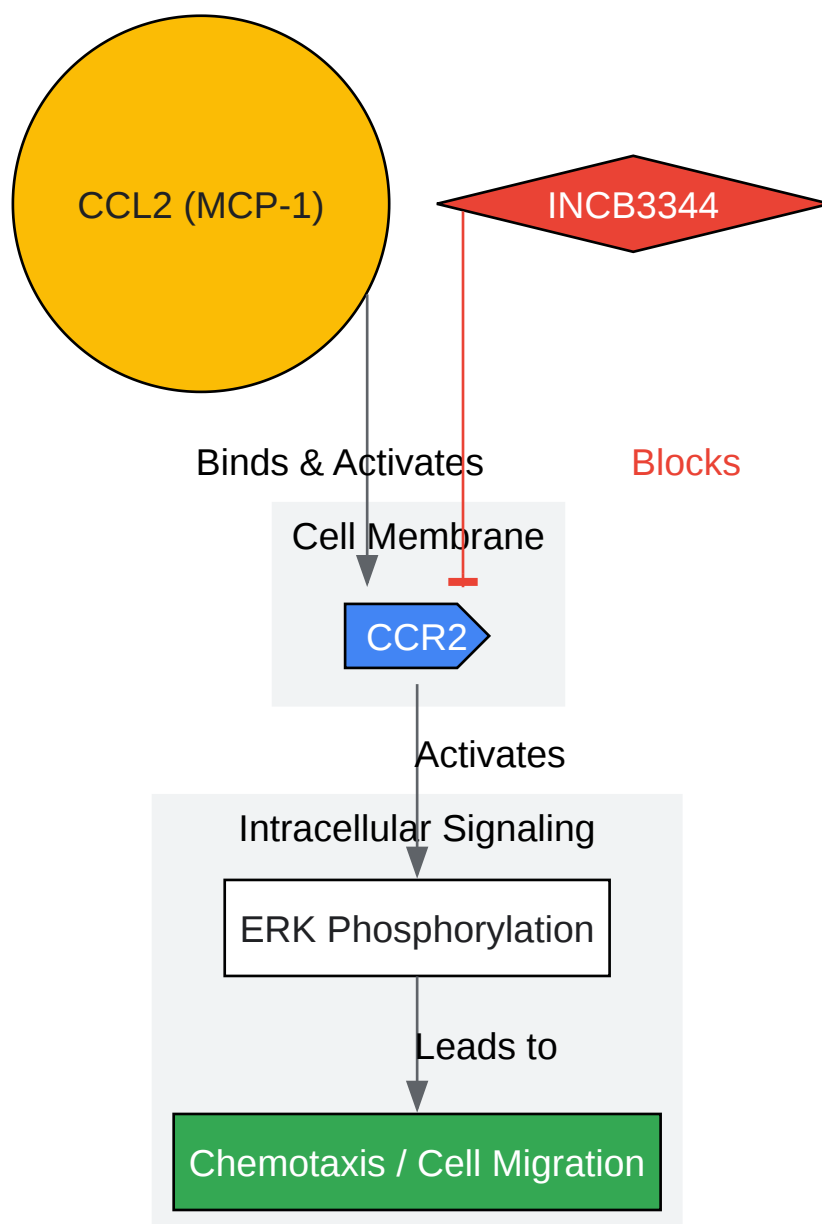 CCL2 (MCP-1)
INCB3344
Binds & Activates
Blocks
Cell Membrane
CCR2
Activates
Intracellular Signaling
ERK Phosphorylation
Leads to
Chemotaxis / Cell Migration